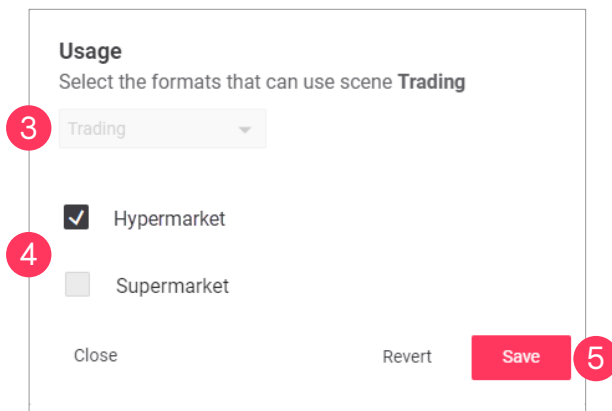 Usage
Select the formats that can use scene Trading
3 Trading
Hypermarket
4
Supermarket
Close Revert Save 5